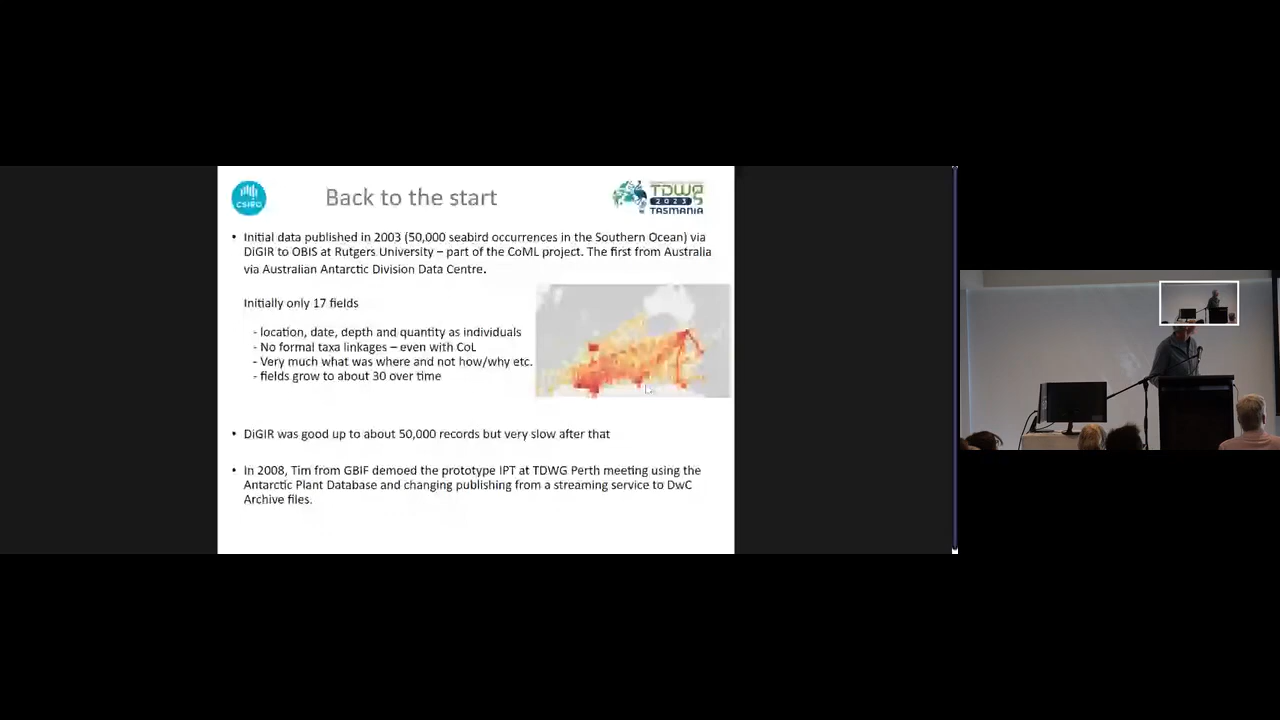 CSIRO
Back to the start
TDWG
2023
TASMANIA
• Initial data published in 2003 (50,000 seabird occurrences in the Southern Ocean) via
DiGIR to OBIS at Rutgers University – part of the CoML project. The first from Australia
via Australian Antarctic Division Data Centre.
Initially only 17 fields
- location, date, depth and quantity as individuals
- No formal taxa linkages – even with CoL
- Very much what was where and not how/why etc.
- fields grow to about 30 over time
• DiGIR was good up to about 50,000 records but very slow after that
• In 2008, Tim from GBIF demoed the prototype IPT at TDWG Perth meeting using the
Antarctic Plant Database and changing publishing from a streaming service to DwC
Archive files.